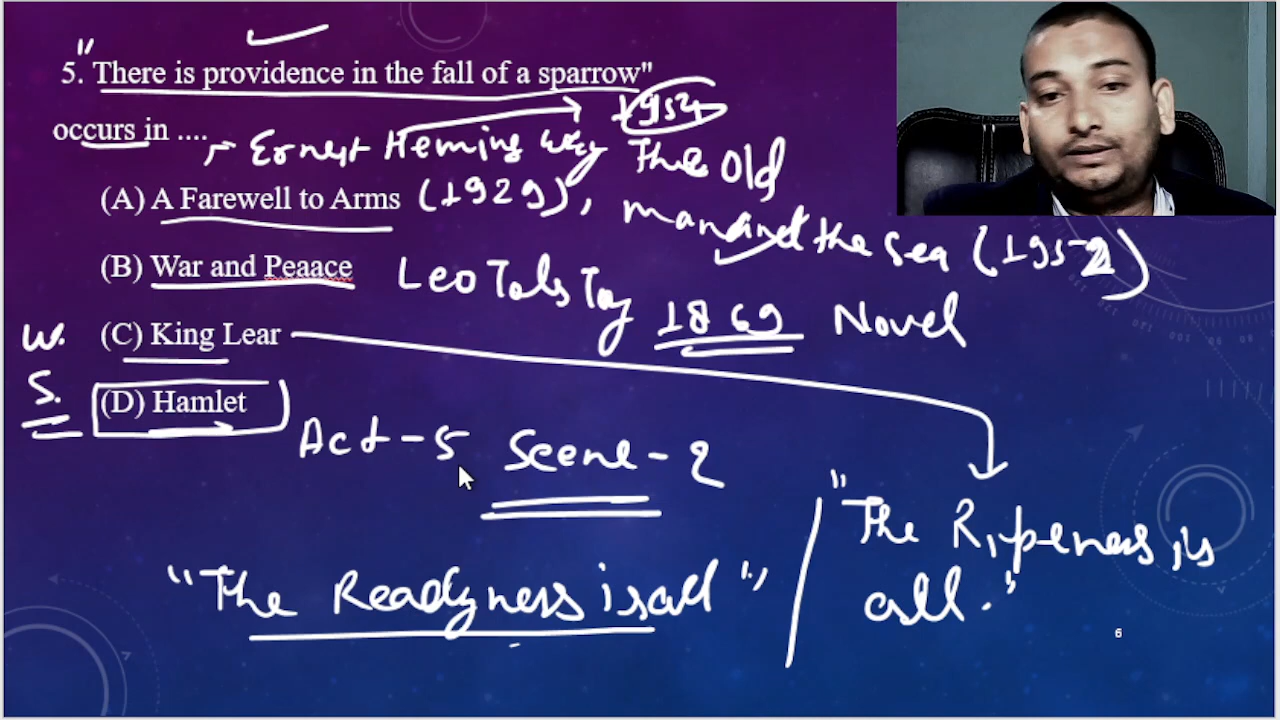 5. "There is providence in the fall of a sparrow"
occurs in ....
Ernest Hemingway 1954 The Old
(A) A Farewell to Arms (1929), man and the Sea (1952)
(B) War and Peaace Leo TolsToy 1869 Novel
W. (C) King Lear
S. (D) Hamlet
Act-5 Scene-2
"The Ripeness is
all."
"The Readyness is all"
6